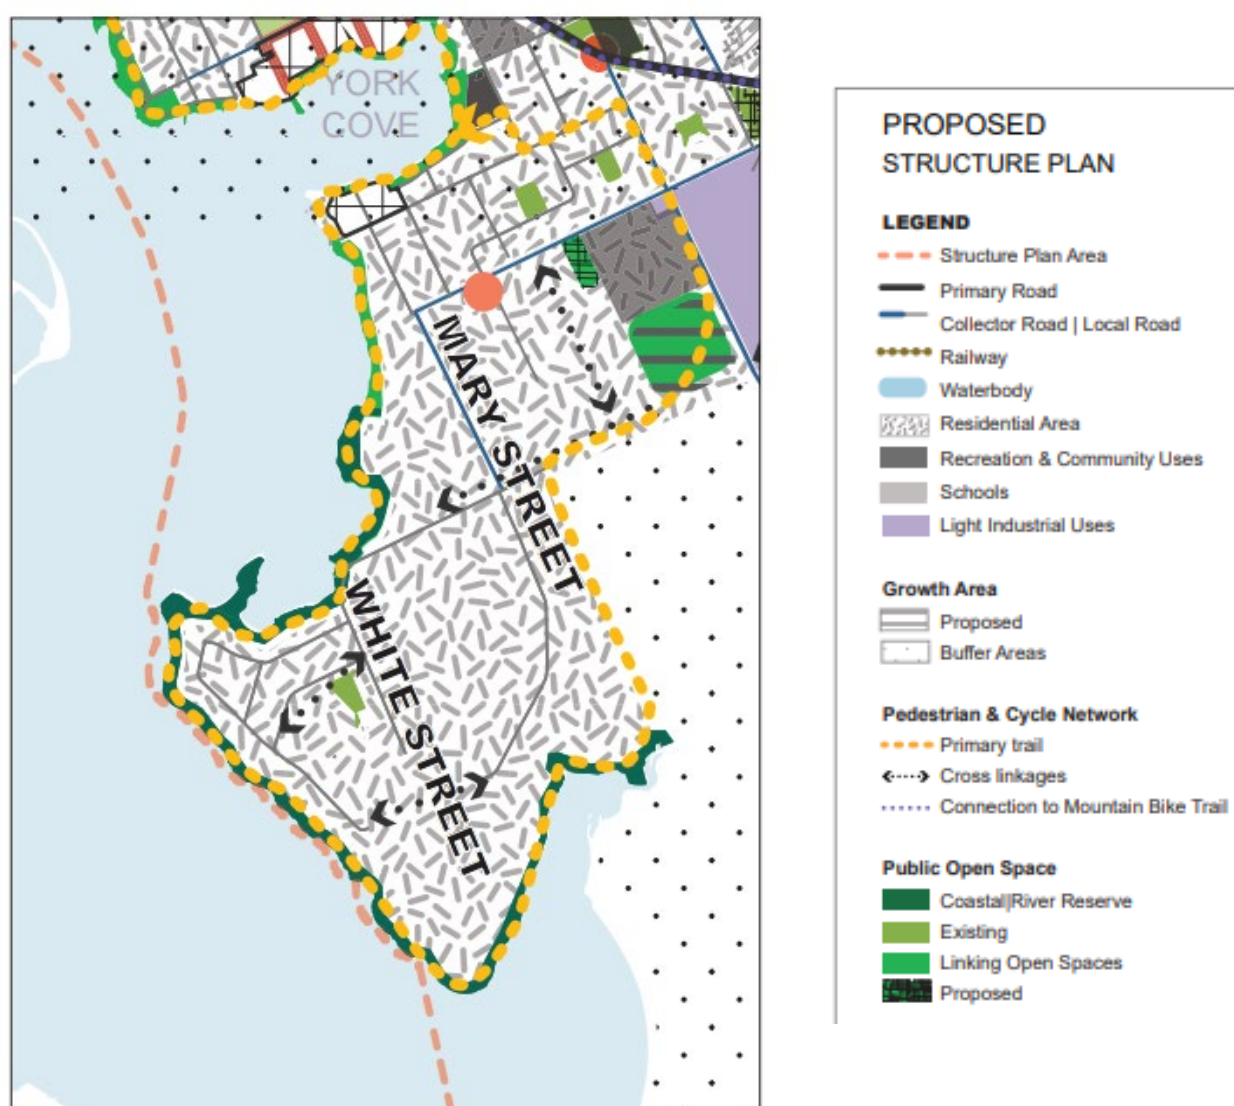 YORK
COVE
MARY STREET
WHITE STREET
PROPOSED
STRUCTURE PLAN
LEGEND
Structure Plan Area
Primary Road
Collector Road | Local Road
Railway
Waterbody
Residential Area
Recreation & Community Uses
Schools
Light Industrial Uses
Growth Area
Proposed
Buffer Areas
Pedestrian & Cycle Network
Primary trail
Cross linkages
Connection to Mountain Bike Trail
Public Open Space
Coastal|River Reserve
Existing
Linking Open Spaces
Proposed